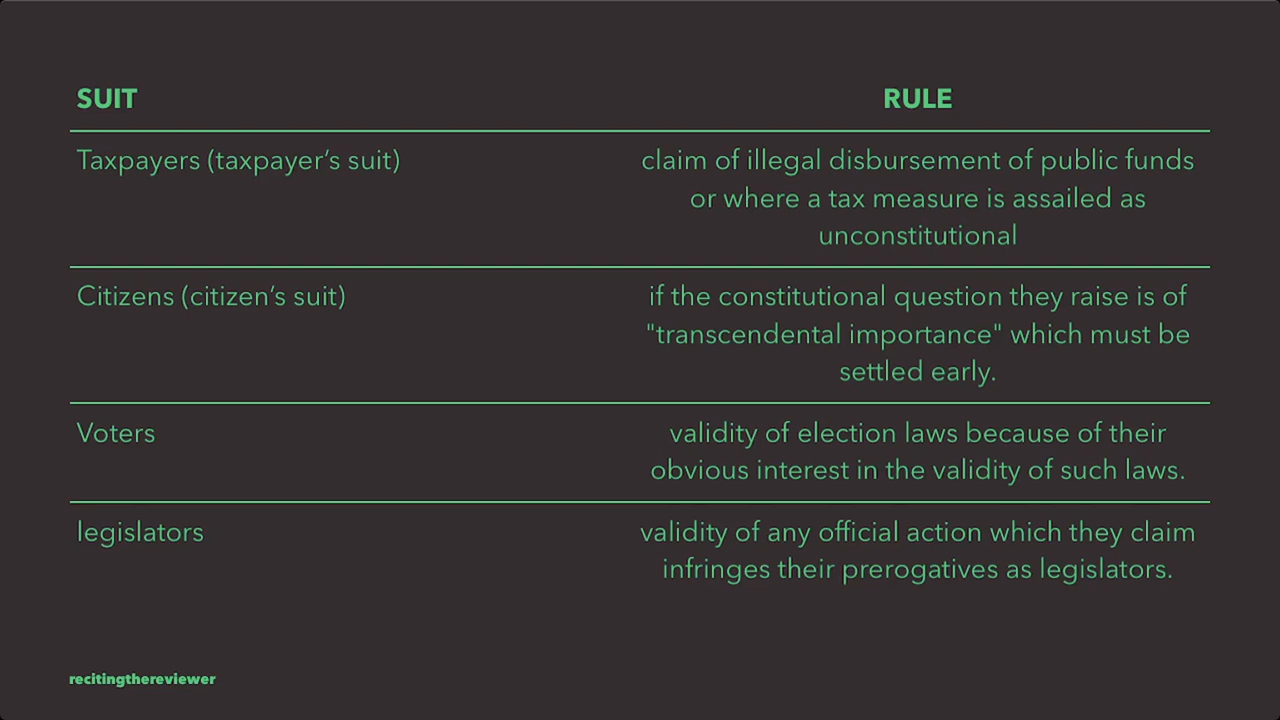 SUIT RULE
Taxpayers (taxpayer’s suit) claim of illegal disbursement of public funds
or where a tax measure is assailed as
unconstitutional
Citizens (citizen’s suit) if the constitutional question they raise is of
"transcendental importance" which must be
settled early.
Voters validity of election laws because of their
obvious interest in the validity of such laws.
legislators validity of any official action which they claim
infringes their prerogatives as legislators.
recitingthereviewer